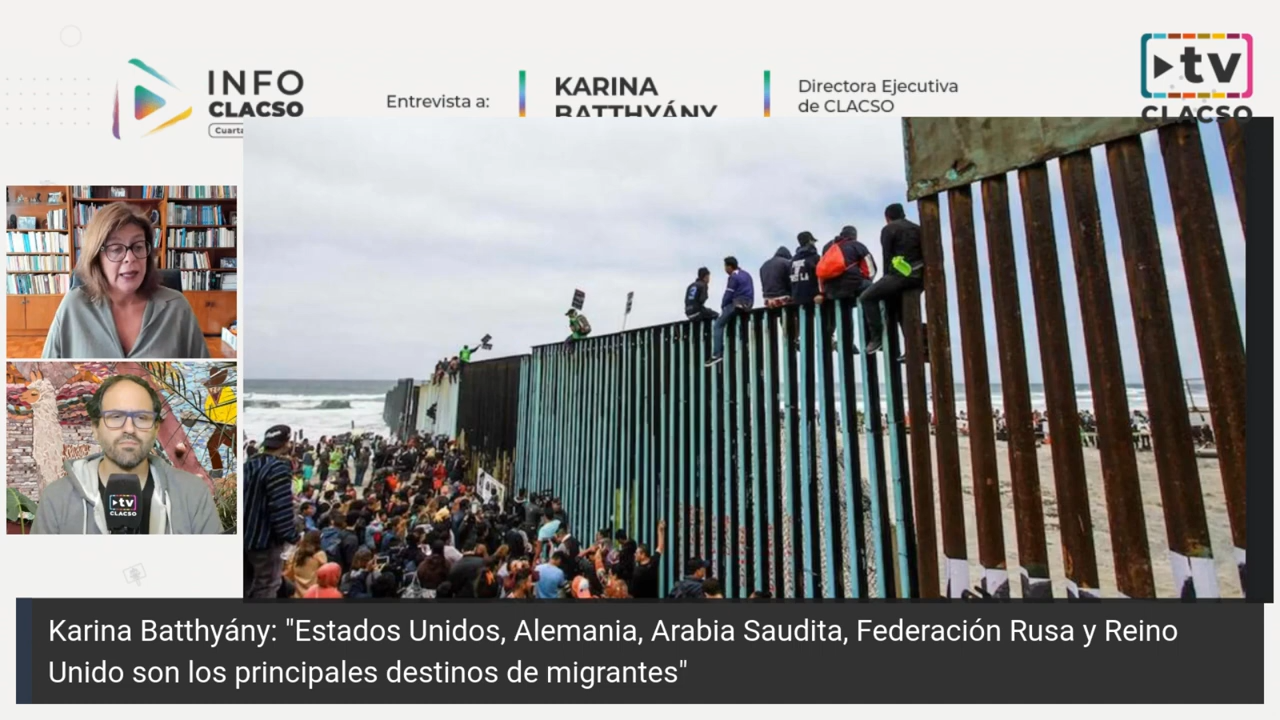 INFO
CLACSO
Entrevista a:
KARINA
BATTHYÁNY
Directora Ejecutiva
de CLACSO
tv
CLACSO
tv
CLACSO
Karina Batthyány: "Estados Unidos, Alemania, Arabia Saudita, Federación Rusa y Reino
Unido son los principales destinos de migrantes"